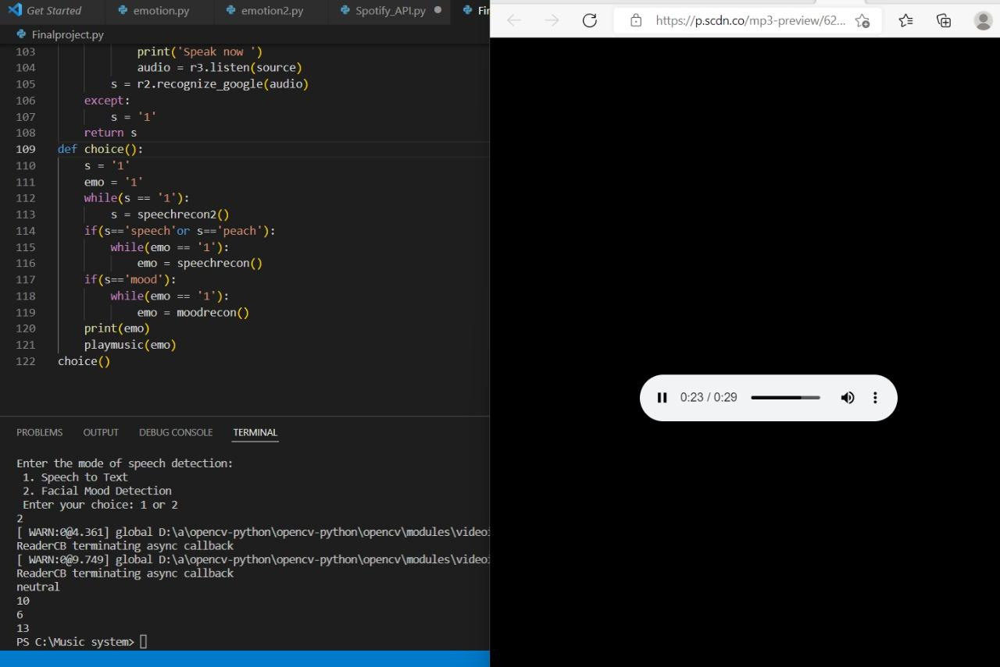 Get Started emotion.py emotion2.py Spotify_API.py Fi
Finalproject.py
103 print('Speak now ')
104 audio = r3.listen(source)
105 s = r2.recognize_google(audio)
106 except:
107 s = '1'
108 return s
109 def choice():
110 s = '1'
111 emo = '1'
112 while(s == '1'):
113 s = speechrecon2()
114 if(s=='speech'or s=='peach'):
115 while(emo == '1'):
116 emo = speechrecon()
117 if(s=='mood'):
118 while(emo == '1'):
119 emo = moodrecon()
120 print(emo)
121 playmusic(emo)
122 choice()
PROBLEMS OUTPUT DEBUG CONSOLE TERMINAL
Enter the mode of speech detection:
1. Speech to Text
2. Facial Mood Detection
Enter your choice: 1 or 2
2
[ WARN:0@4.361] global D:\a\opencv-python\opencv-python\opencv\modules\videoi
ReaderCB terminating async callback
[ WARN:0@9.749] global D:\a\opencv-python\opencv-python\opencv\modules\videoi
ReaderCB terminating async callback
neutral
10
6
13
PS C:\Music system>
https://p.scdn.co/mp3-preview/62...
0:23 / 0:29